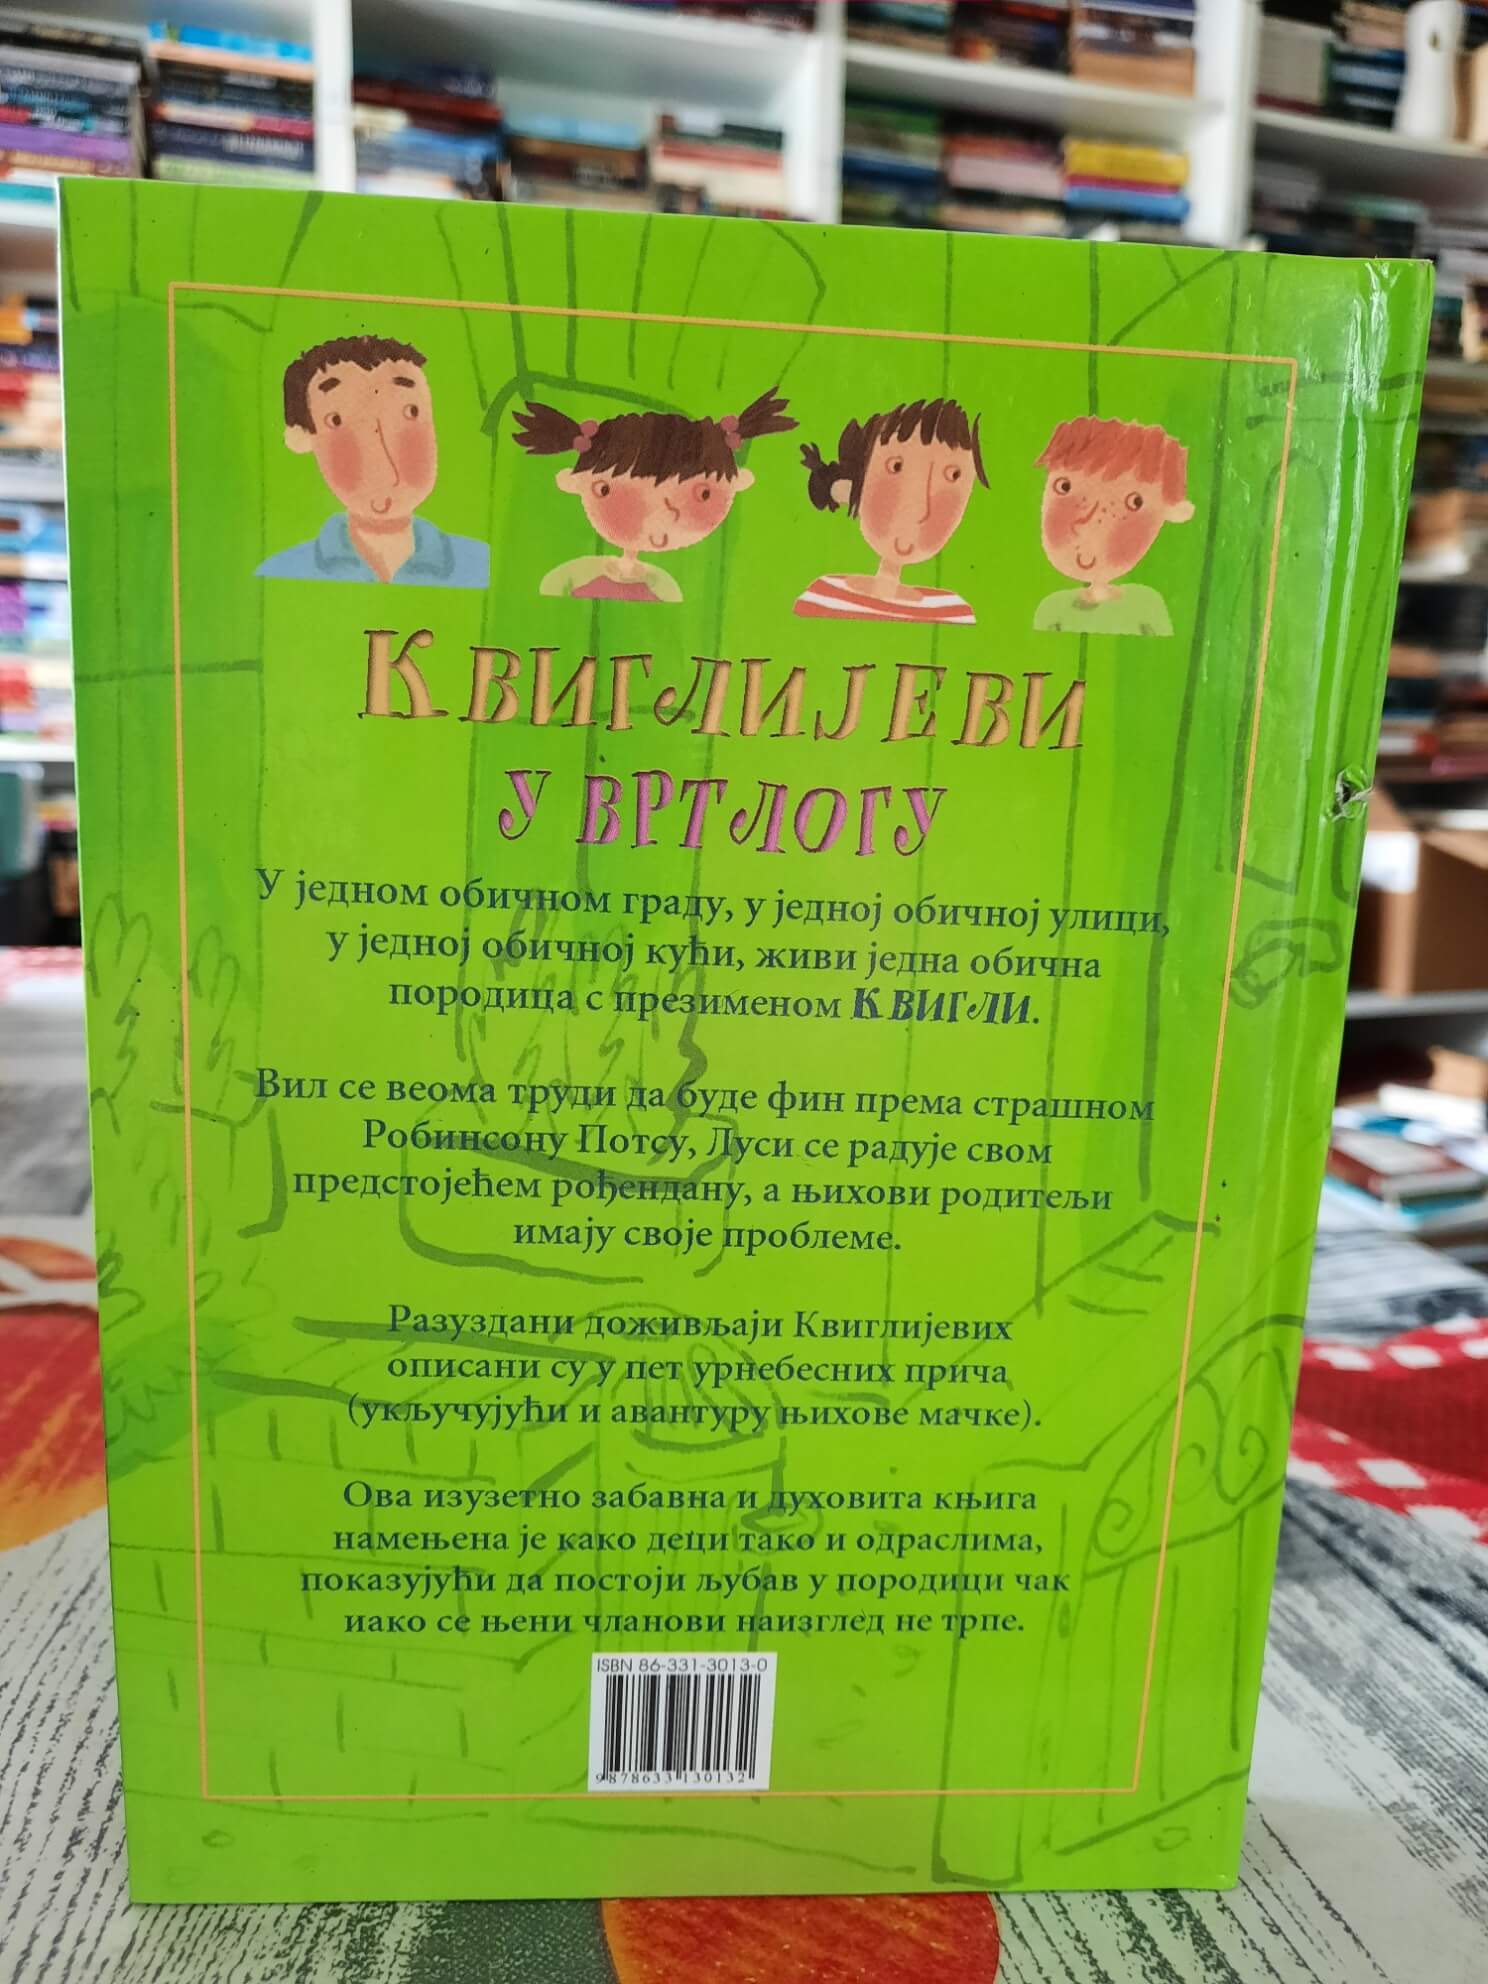 КВИГЛИЈЕВИ
У ВРТЛОГУ
У једном обичном граду, у једној обичној улици,
у једној обичној кући, живи једна обична
породица с презименом КВИГЛИ.
Вил се веома труди да буде фин према страшном
Робинсону Потсу, Луси се радује свом
предстојећем рођендану, а њихови родитељи
имају своје проблеме.
Разуздани доживљаји Квиглијевих
описани су у пет урнебесних прича
(укључујући и авантуру њихове мачке).
Ова изузетно забавна и духовита књига
намењена је како деци тако и одраслима,
показујући да постоји љубав у породици чак
иако се њени чланови наизглед не трпе.
ISBN 86-331-3013-0
9 788633 130132